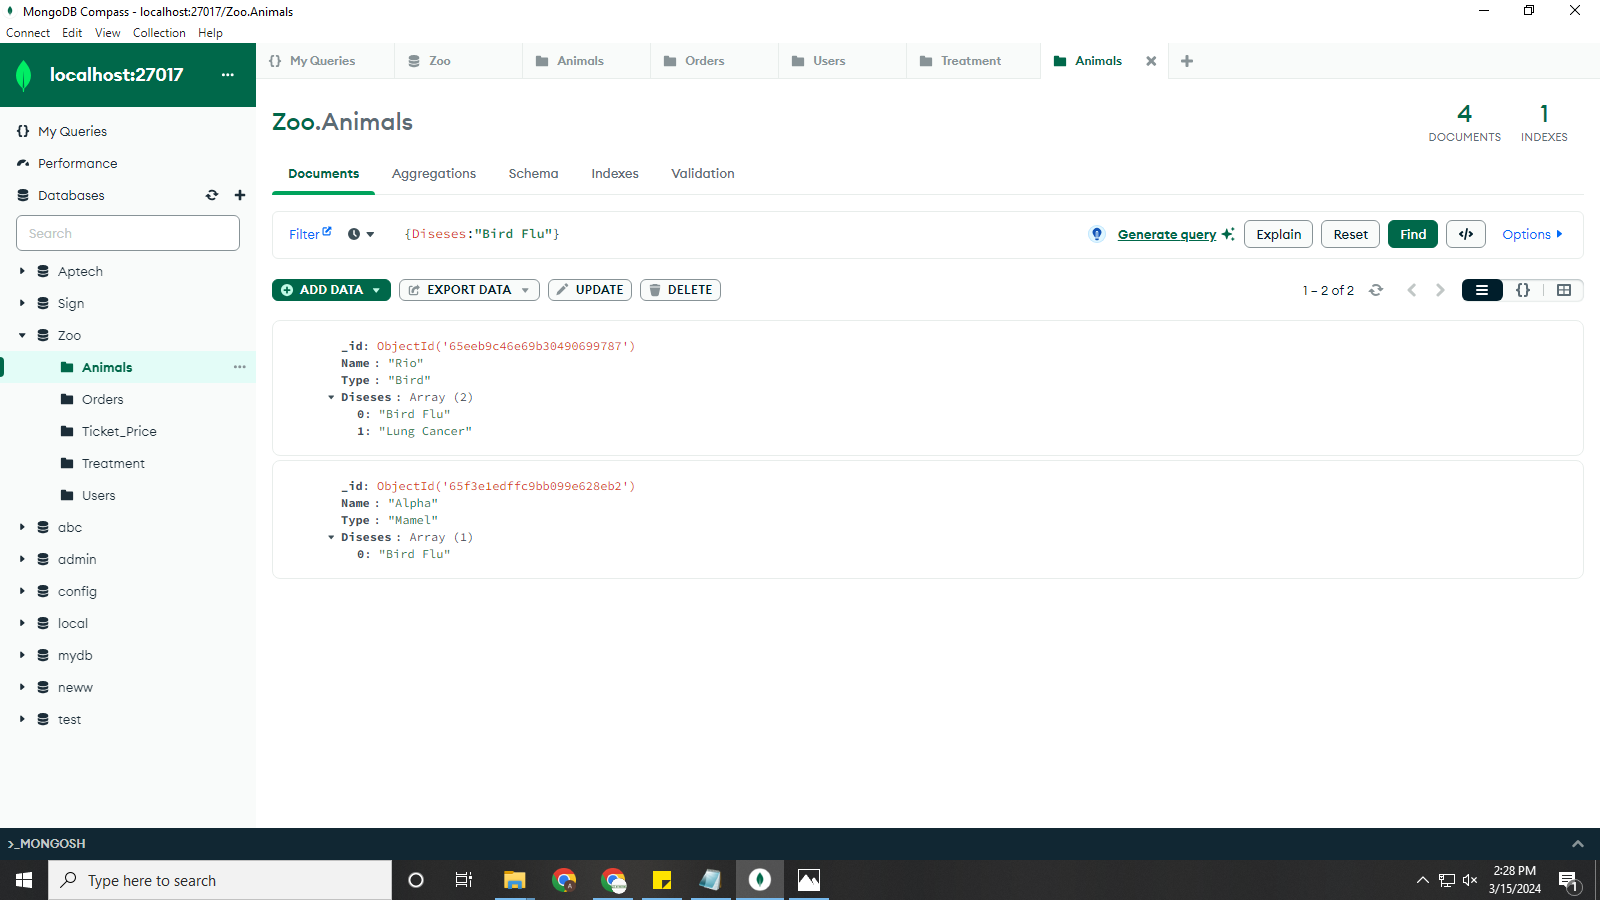 MongoDB Compass - localhost:27017/Zoo.Animals
Connect Edit View Collection Help
localhost:27017 ...
My Queries
Zoo
Animals
Orders
Users
Treatment
Animals
My Queries
Performance
Databases
Search
Aptech
Sign
Zoo
Animals ...
Orders
Ticket_Price
Treatment
Users
abc
admin
config
local
mydb
neww
test
Zoo.Animals
4
DOCUMENTS
1
INDEXES
Documents Aggregations Schema Indexes Validation
Filter {Diseses:"Bird Flu"} Generate query Explain Reset Find </> Options
ADD DATA EXPORT DATA UPDATE DELETE 1 – 2 of 2 {}
_id: ObjectId('65eeb9c46e69b30490699787')
Name : "Rio"
Type : "Bird"
Diseses : Array (2)
0: "Bird Flu"
1: "Lung Cancer"
_id: ObjectId('65f3e1edffc9bb099e628eb2')
Name : "Alpha"
Type : "Mamel"
Diseses : Array (1)
0: "Bird Flu"
>_MONGOSH
Type here to search
A
2:28 PM
3/15/2024
1